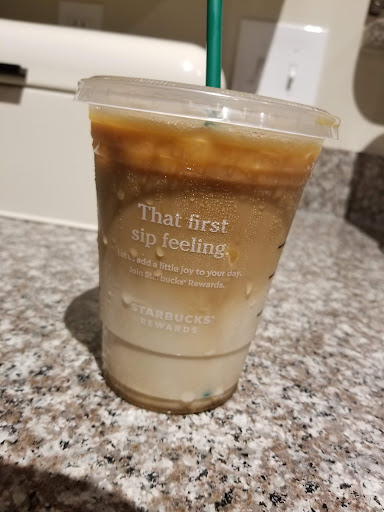 That first
sip feeling.
Let's add a little joy to your day.
Join Starbucks® Rewards.
STARBUCKS®
REWARDS